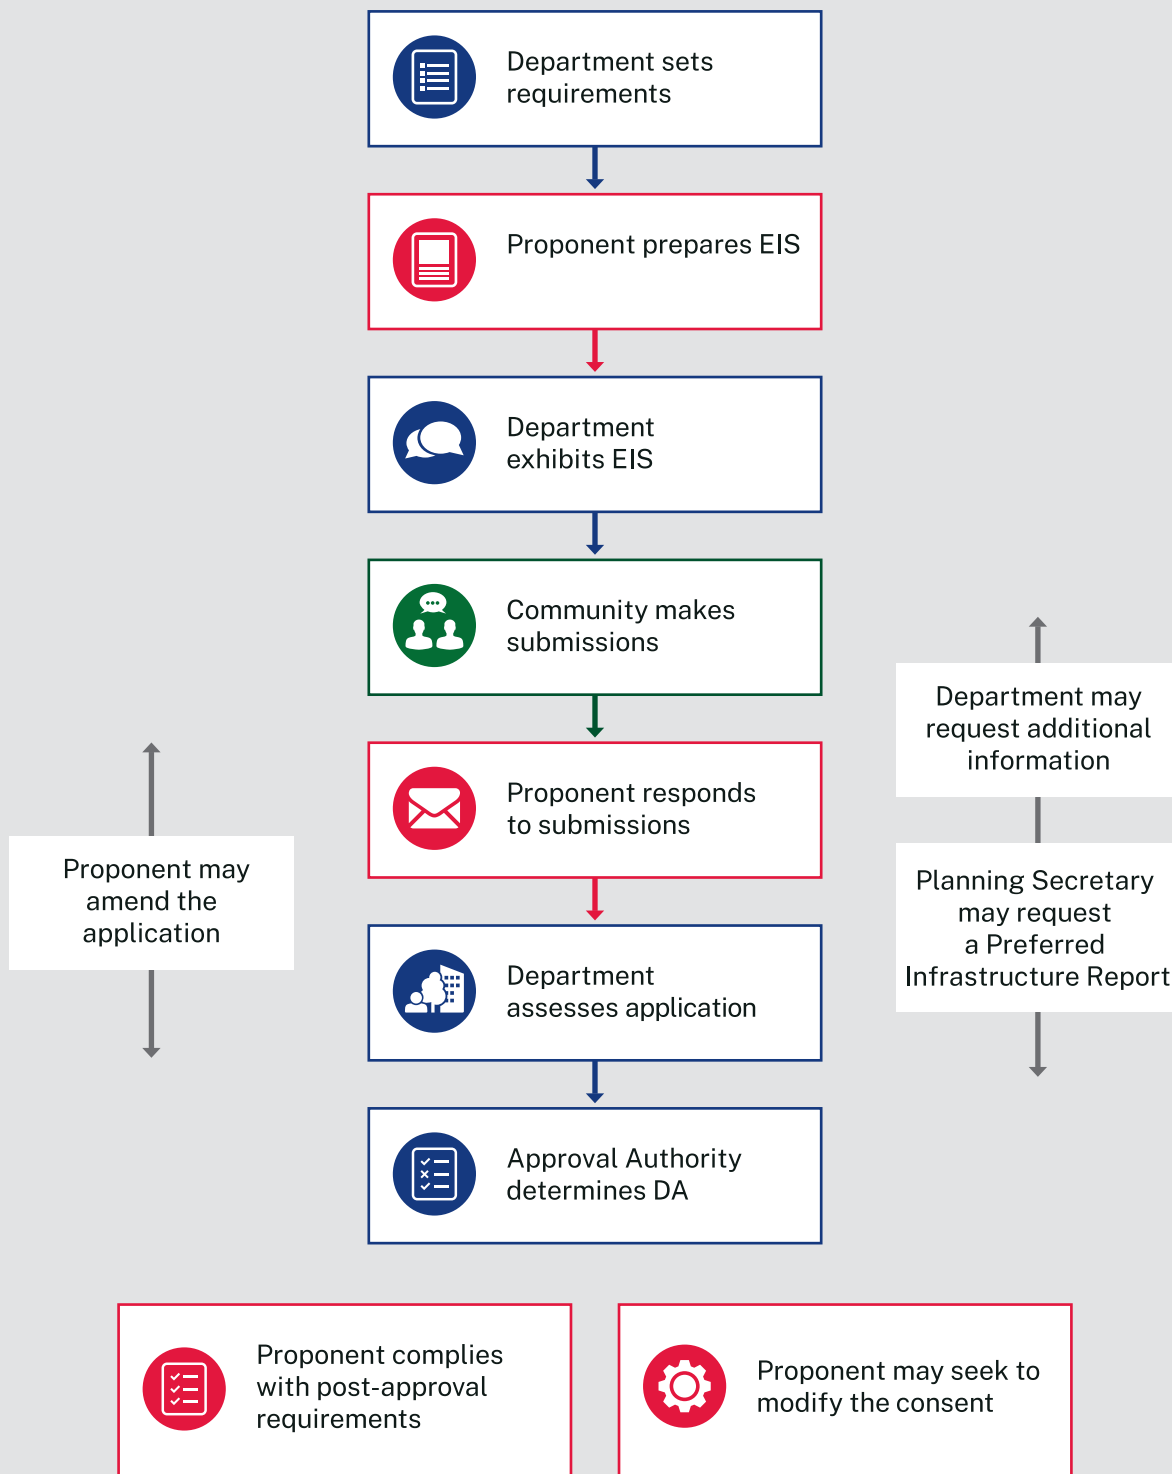 Department sets
requirements
Proponent prepares EIS
Department
exhibits EIS
Community makes
submissions
Department may
request additional
information
Proponent responds
to submissions
Proponent may
amend the
application
Planning Secretary
may request
a Preferred
Infrastructure Report
Department
assesses application
Approval Authority
determines DA
Proponent complies
with post-approval
requirements
Proponent may seek to
modify the consent